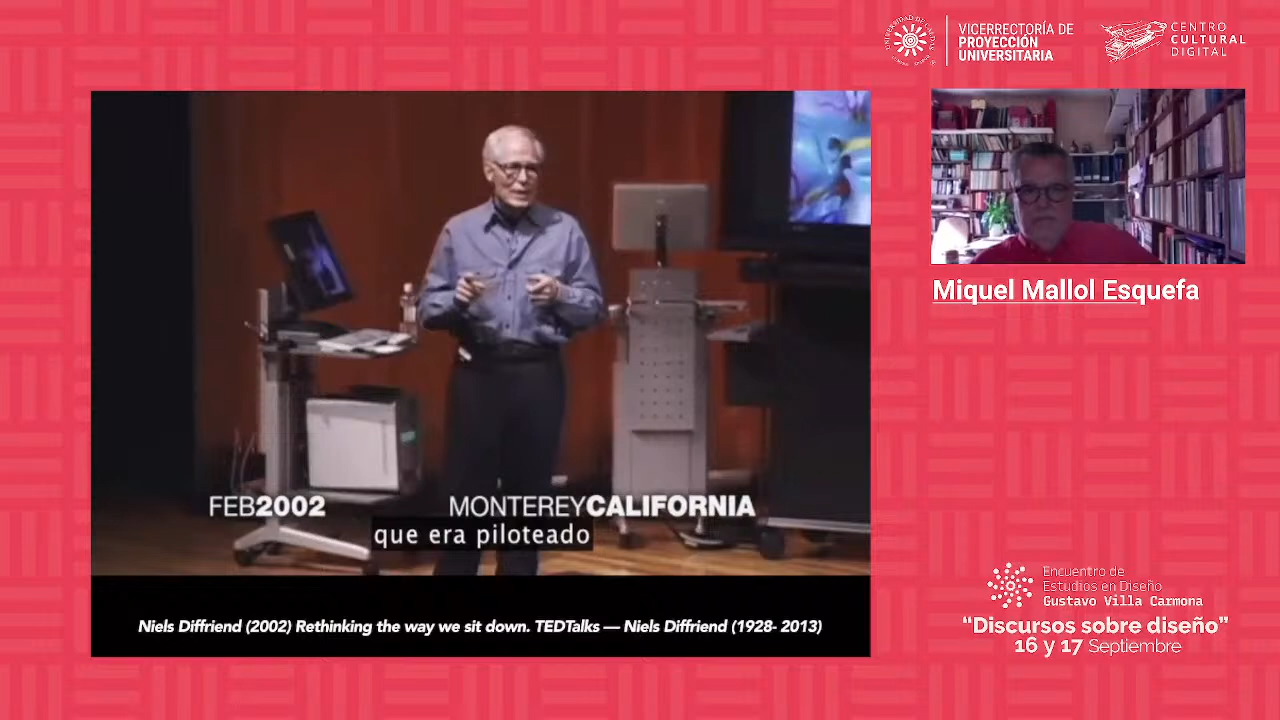 VICERRECTORÍA DE
PROYECCIÓN
UNIVERSITARIA
CENTRO
CULTURAL
DIGITAL
Miquel Mallol Esquefa
FEB2002
MONTEREYCALIFORNIA
que era piloteado
Niels Diffriend (2002) Rethinking the way we sit down. TEDTalks — Niels Diffriend (1928- 2013)
Encuentro de
Estudios en Diseño
Gustavo Villa Carmona
“Discursos sobre diseño”
16 y 17 Septiembre